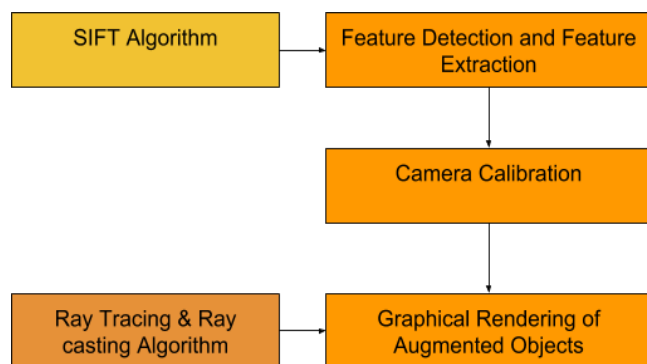 SIFT Algorithm
Feature Detection and Feature
Extraction
Camera Calibration
Ray Tracing & Ray
casting Algorithm
Graphical Rendering of
Augmented Objects